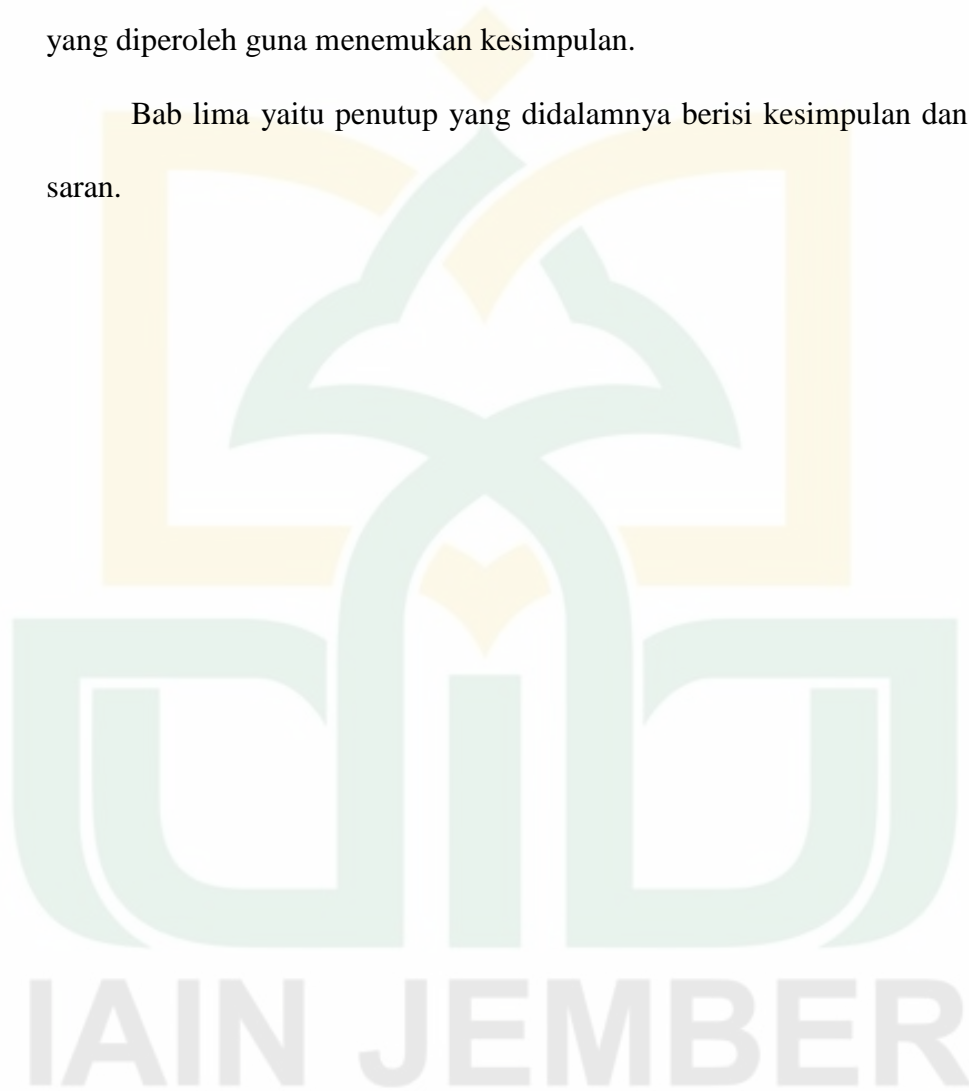 yang diperoleh guna menemukan kesimpulan.
Bab lima yaitu penutup yang didalamnya berisi kesimpulan dan
saran.
IAIN JEMBER